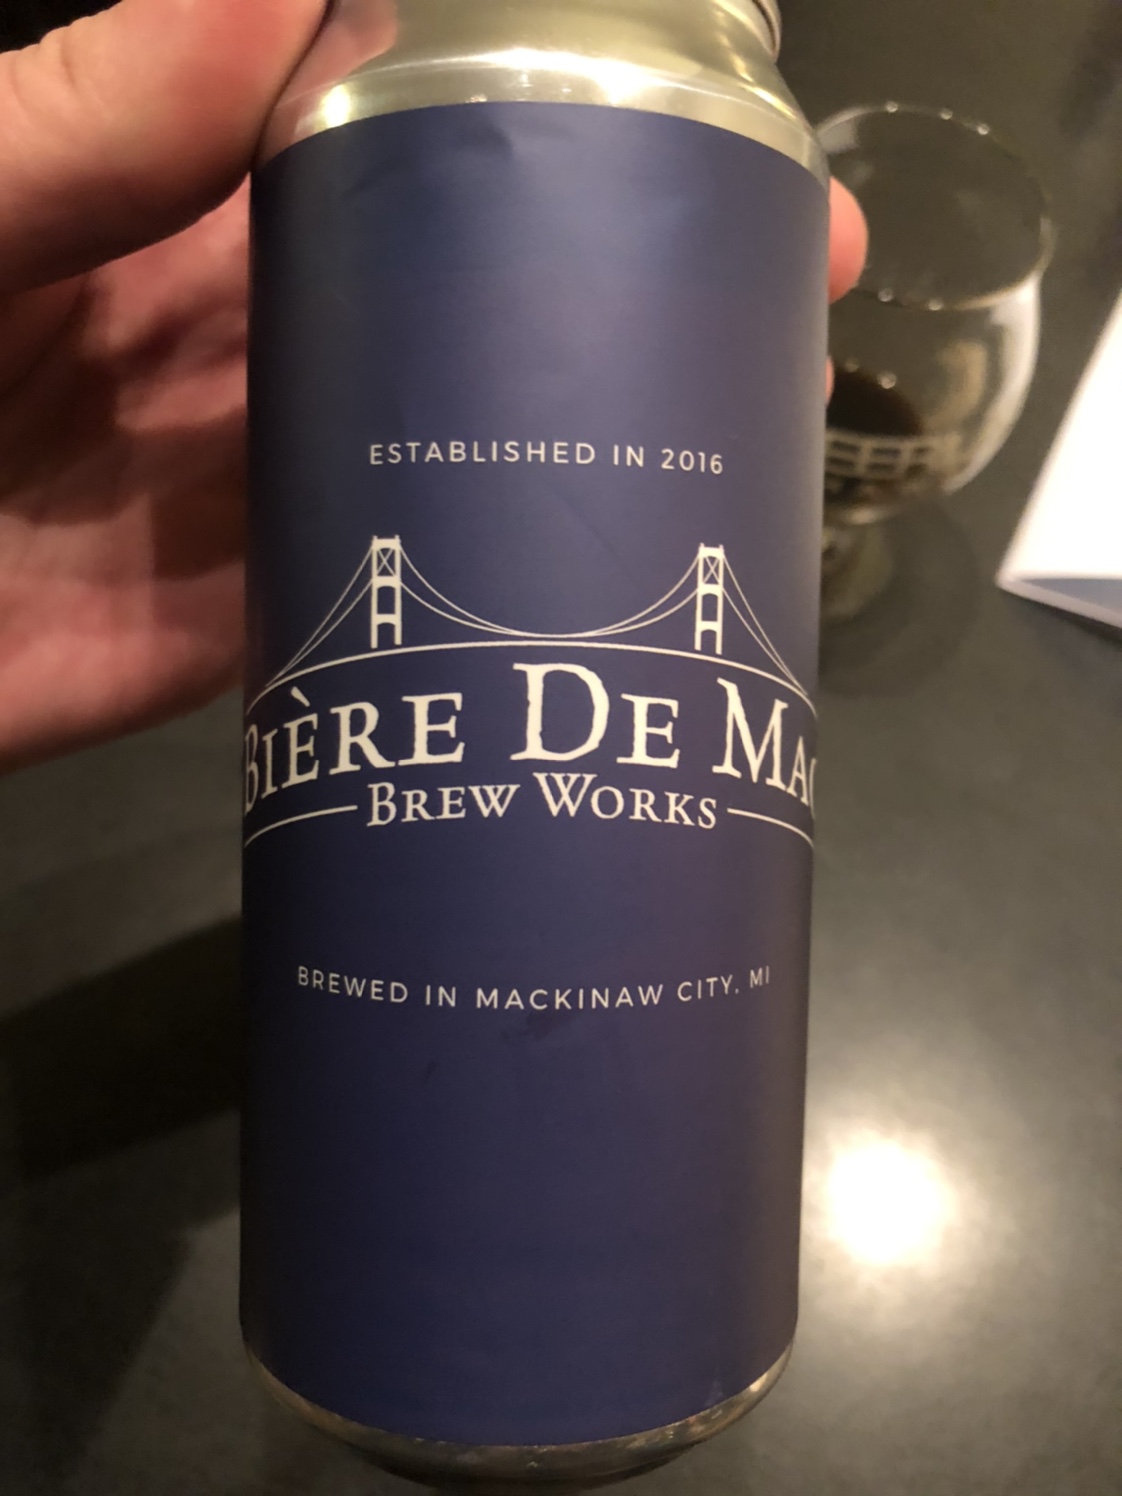 ESTABLISHED IN 2016
BIÈRE DE MAC
BREW WORKS
BREWED IN MACKINAW CITY, MI